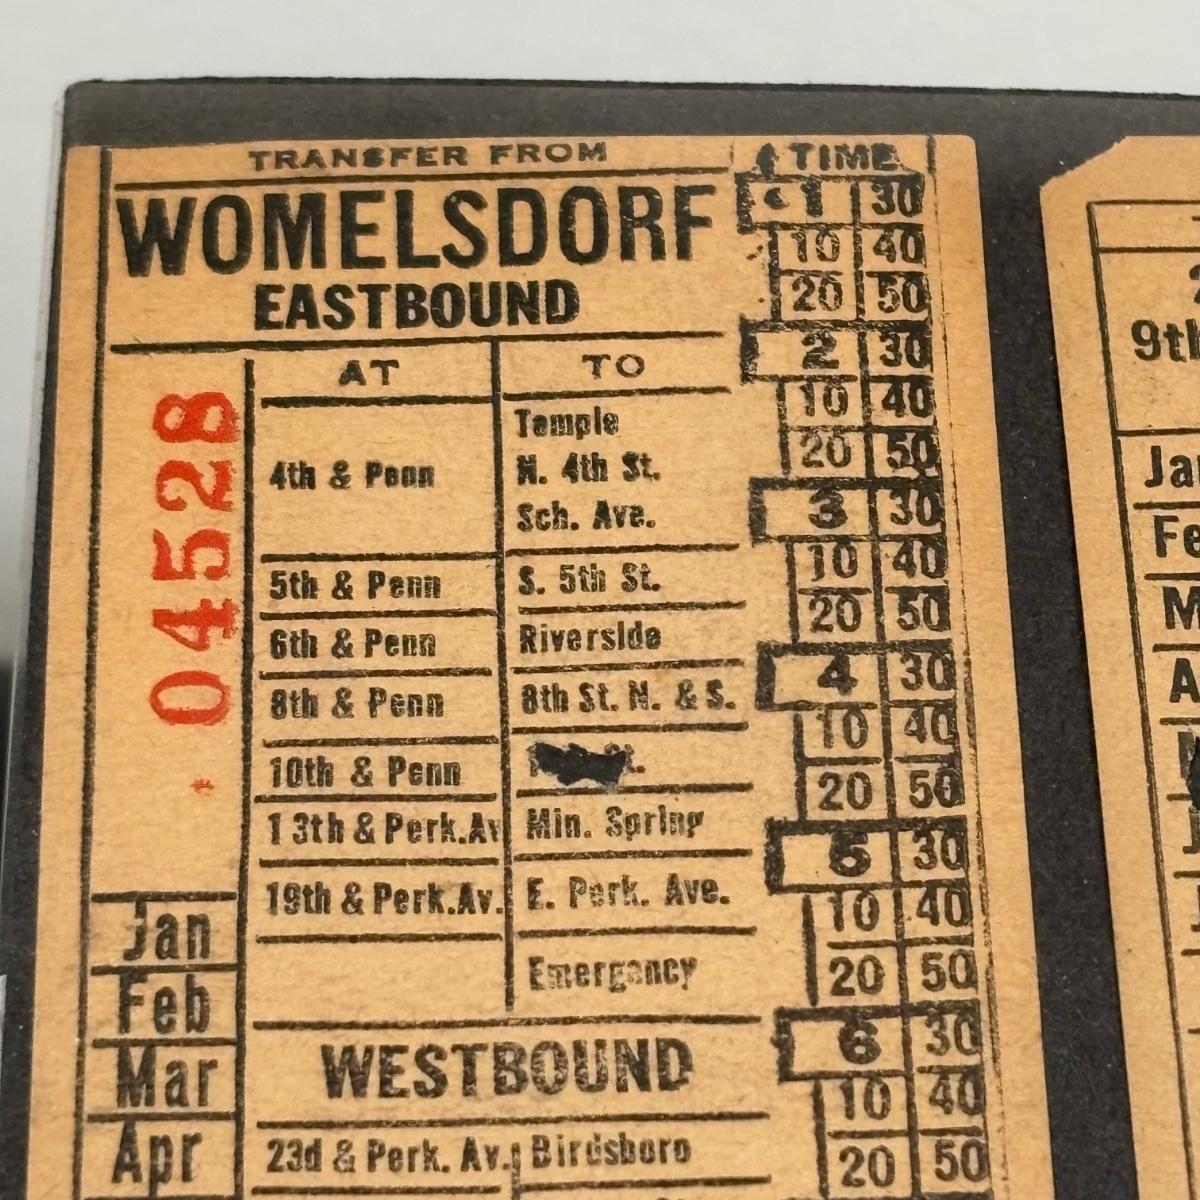 TRANSFER FROM
WOMELSDORF
EASTBOUND
AT TO
4th & Penn
Temple
N. 4th St.
Sch. Ave.
5th & Penn S. 5th St.
6th & Penn Riverside
8th & Penn 8th St. N. & S.
10th & Penn
13th & Perk.Av Min. Spring
19th & Perk.Av. E. Perk. Ave.
Emergency
WESTBOUND
23d & Perk. Av. Birdsboro
04528
Jan
Feb
Mar
Apr
TIME
1 30
10 40
20 50
2 30
10 40
20 50
3 30
10 40
20 50
4 30
10 40
20 50
5 30
10 40
20 50
6 30
10 40
20 50
9th
Ja
Fe
M
A